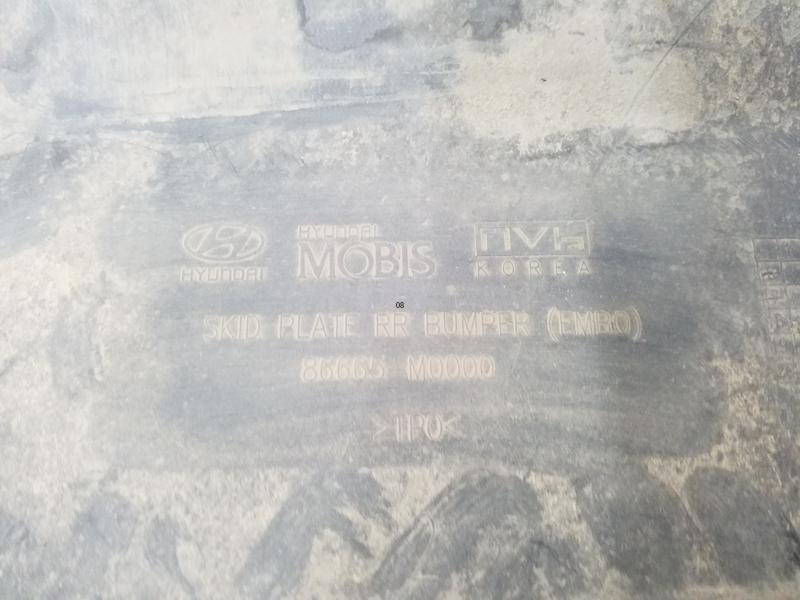 HYUNDAI
HYUNDAI
MOBIS
nvh
KOREA
08
SKID PLATE RR BUMPER (EMBO)
86665 M0000
>TPO<